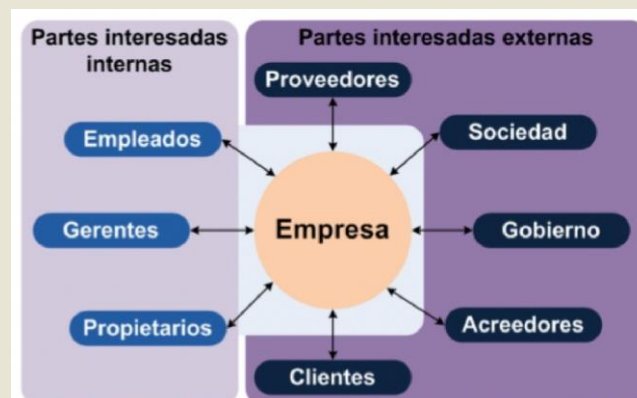 Partes interesadas
internas
Partes interesadas externas
Proveedores
Empleados
Sociedad
Gerentes
Empresa
Gobierno
Propietarios
Acreedores
Clientes